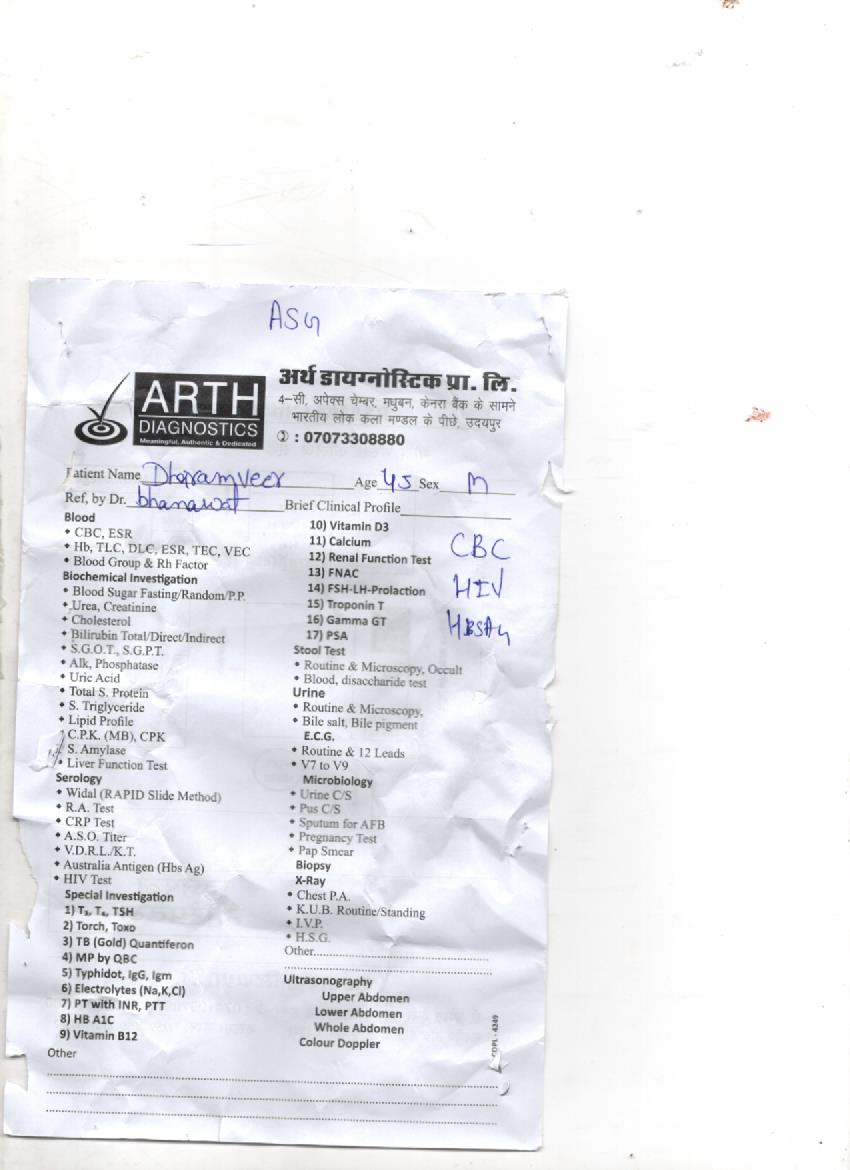 ASG
ARTH
DIAGNOSTICS
Meaningful, Authentic & Dedicated
अर्थ डायग्नोस्टिक प्रा. लि.
4-सी, अपेक्स चेम्बर, मधुबन, केनरा बैंक के सामने
भारतीय लोक कला मण्डल के पीछे, उदयपुर
: 07073308880
Patient Name Dharamveer Age 45 Sex M
Ref, by Dr. bhanawat Brief Clinical Profile
Blood
• CBC, ESR
• Hb, TLC, DLC, ESR, TEC, VEC
• Blood Group & Rh Factor
Biochemical Investigation
• Blood Sugar Fasting/Random/P.P.
• Urea, Creatinine
• Cholesterol
• Bilirubin Total/Direct/Indirect
• S.G.O.T., S.G.P.T.
• Alk, Phosphatase
• Uric Acid
• Total S. Protein
• S. Triglyceride
• Lipid Profile
C.P.K. (MB), CPK
S. Amylase
• Liver Function Test
Serology
• Widal (RAPID Slide Method)
• R.A. Test
• CRP Test
• A.S.O. Titer
• V.D.R.L./K.T.
• Australia Antigen (Hbs Ag)
• HIV Test
Special Investigation
1) T₃, T₄, TSH
2) Torch, Toxo
3) TB (Gold) Quantiferon
4) MP by QBC
5) Typhidot, IgG, Igm
6) Electrolytes (Na,K,Cl)
7) PT with INR, PTT
8) HB A1C
9) Vitamin B12
Other
10) Vitamin D3
11) Calcium
12) Renal Function Test
13) FNAC
14) FSH-LH-Prolaction
15) Troponin T
16) Gamma GT
17) PSA
CBC
HIV
HBSAG
Stool Test
• Routine & Microscopy, Occult
• Blood, disaccharide test
Urine
• Routine & Microscopy,
• Bile salt, Bile pigment
E.C.G.
• Routine & 12 Leads
• V7 to V9
Microbiology
• Urine C/S
• Pus C/S
• Sputum for AFB
• Pregnancy Test
• Pap Smear
Biopsy
X-Ray
• Chest P.A.
• K.U.B. Routine/Standing
• I.V.P.
• H.S.G.
Other
Ultrasonography
Upper Abdomen
Lower Abdomen
Whole Abdomen
Colour Doppler